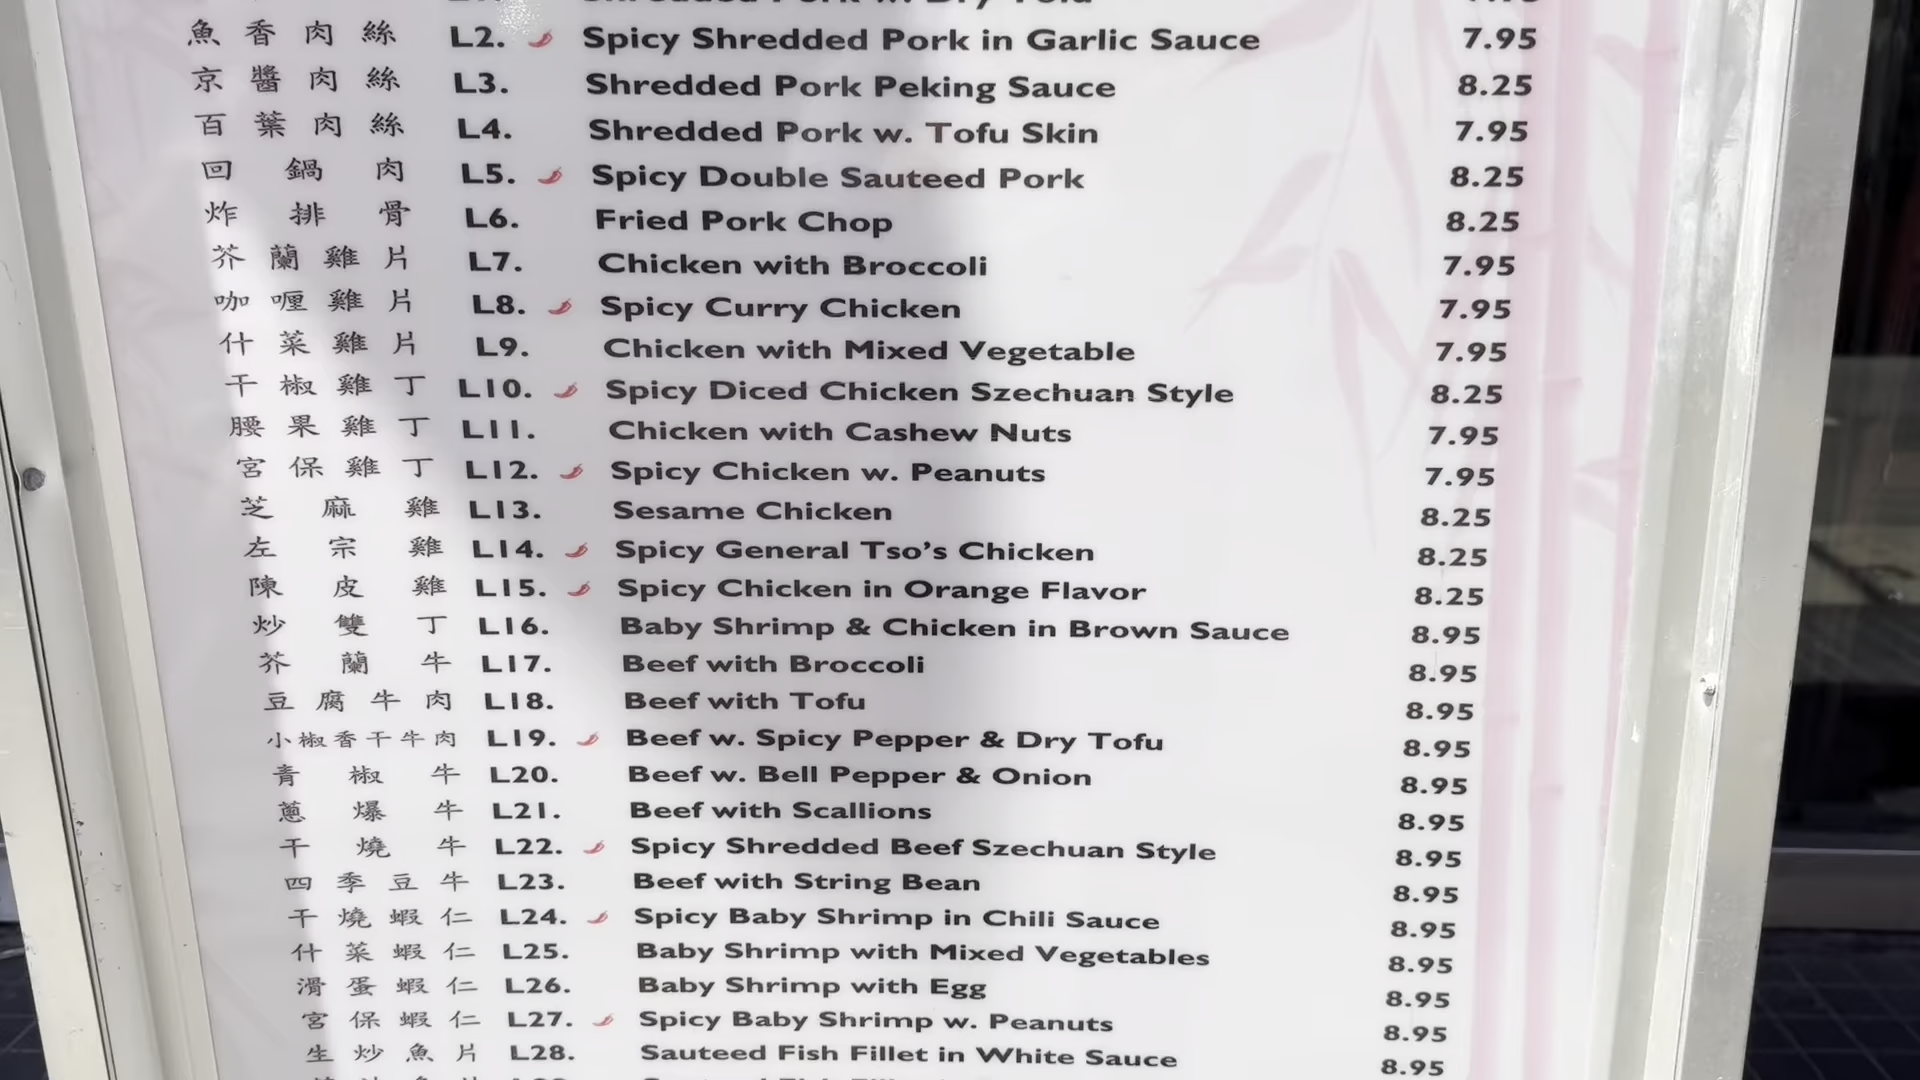 Shredded Pork w. Dry Tofu 7.95
魚香肉絲 L2. Spicy Shredded Pork in Garlic Sauce 7.95
京醬肉絲 L3. Shredded Pork Peking Sauce 8.25
百葉肉絲 L4. Shredded Pork w. Tofu Skin 7.95
回鍋肉 L5. Spicy Double Sauteed Pork 8.25
炸排骨 L6. Fried Pork Chop 8.25
芥蘭雞片 L7. Chicken with Broccoli 7.95
咖喱雞片 L8. Spicy Curry Chicken 7.95
什菜雞片 L9. Chicken with Mixed Vegetable 7.95
干椒雞丁 L10. Spicy Diced Chicken Szechuan Style 8.25
腰果雞丁 L11. Chicken with Cashew Nuts 7.95
宮保雞丁 L12. Spicy Chicken w. Peanuts 7.95
芝麻雞 L13. Sesame Chicken 8.25
左宗雞 L14. Spicy General Tso's Chicken 8.25
陳皮雞 L15. Spicy Chicken in Orange Flavor 8.25
炒雙丁 L16. Baby Shrimp & Chicken in Brown Sauce 8.95
芥蘭牛 L17. Beef with Broccoli 8.95
豆腐牛肉 L18. Beef with Tofu 8.95
小椒香干牛肉 L19. Beef w. Spicy Pepper & Dry Tofu 8.95
青椒牛 L20. Beef w. Bell Pepper & Onion 8.95
蔥爆牛 L21. Beef with Scallions 8.95
干燒牛 L22. Spicy Shredded Beef Szechuan Style 8.95
四季豆牛 L23. Beef with String Bean 8.95
干燒蝦仁 L24. Spicy Baby Shrimp in Chili Sauce 8.95
什菜蝦仁 L25. Baby Shrimp with Mixed Vegetables 8.95
滑蛋蝦仁 L26. Baby Shrimp with Egg 8.95
宮保蝦仁 L27. Spicy Baby Shrimp w. Peanuts 8.95
生炒魚片 L28. Sauteed Fish Fillet in White Sauce 8.95